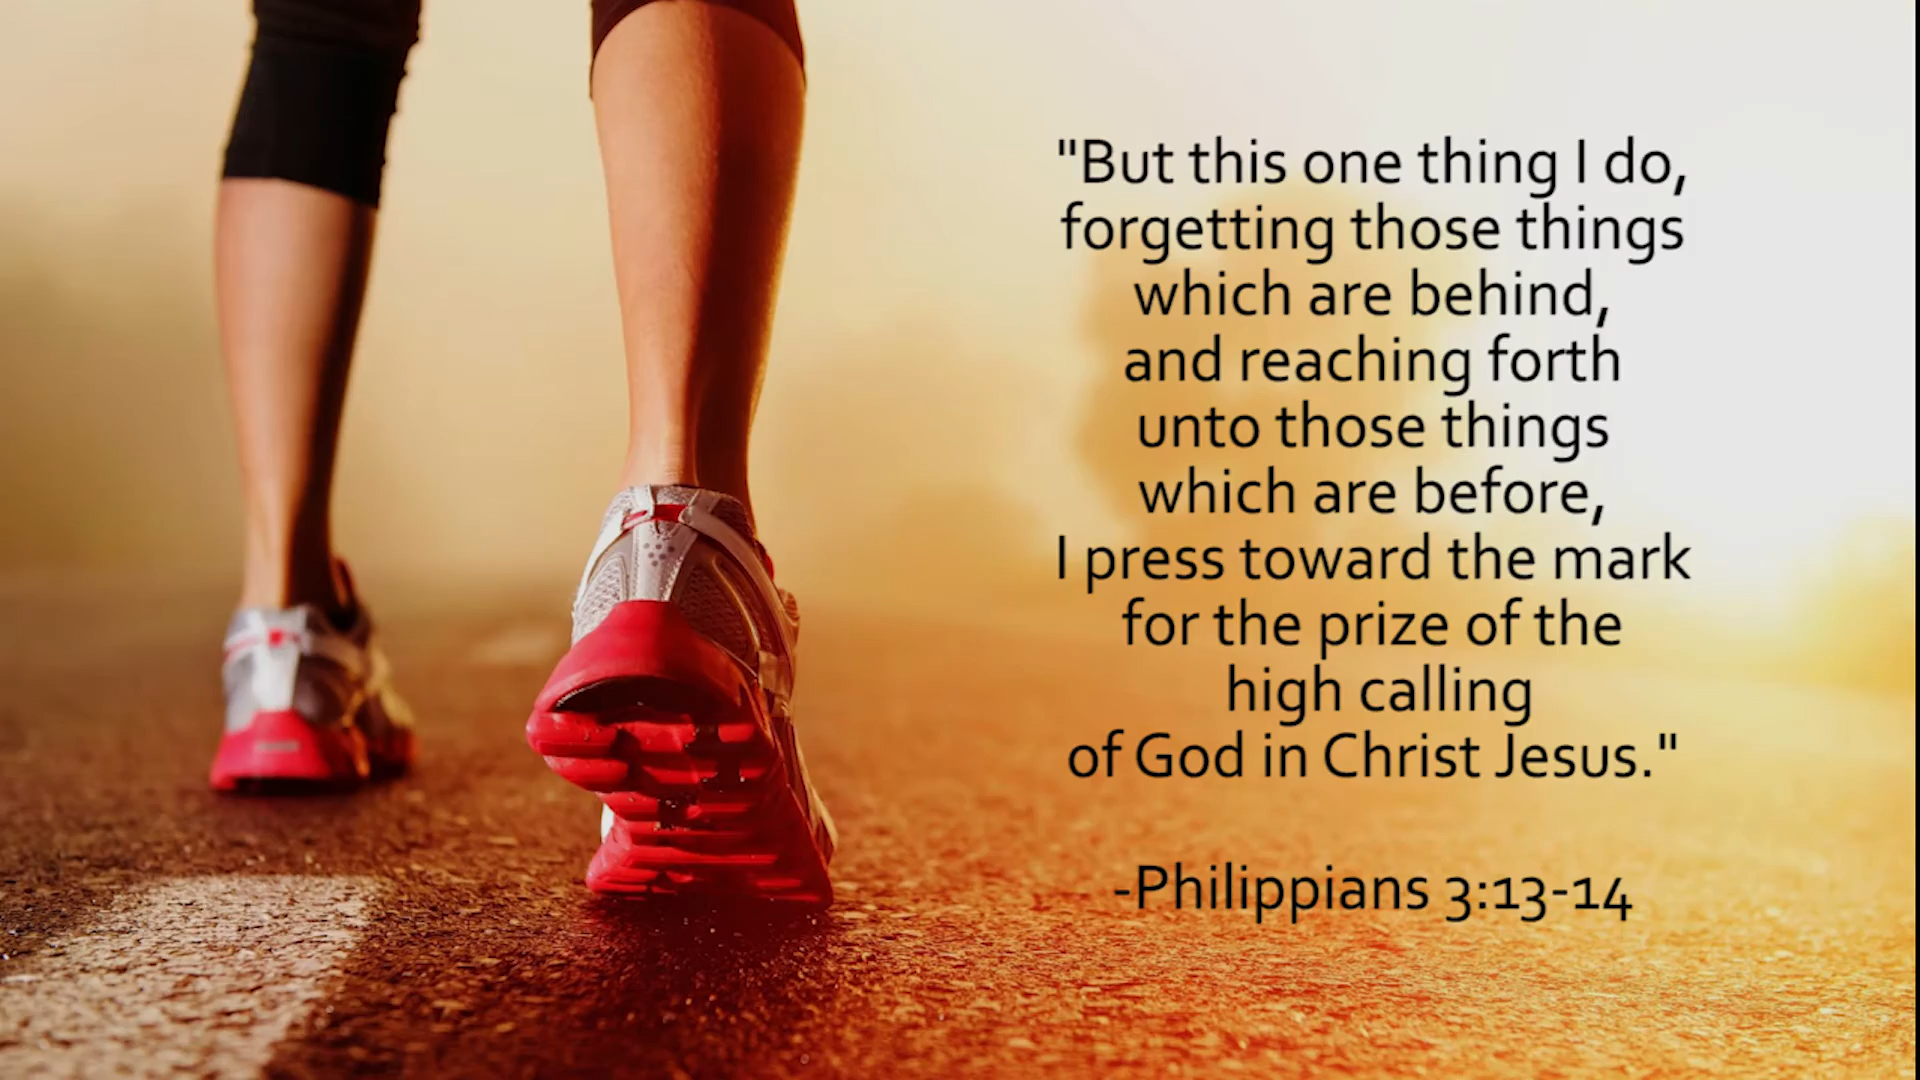 "But this one thing I do,
forgetting those things
which are behind,
and reaching forth
unto those things
which are before,
I press toward the mark
for the prize of the
high calling
of God in Christ Jesus."
-Philippians 3:13-14